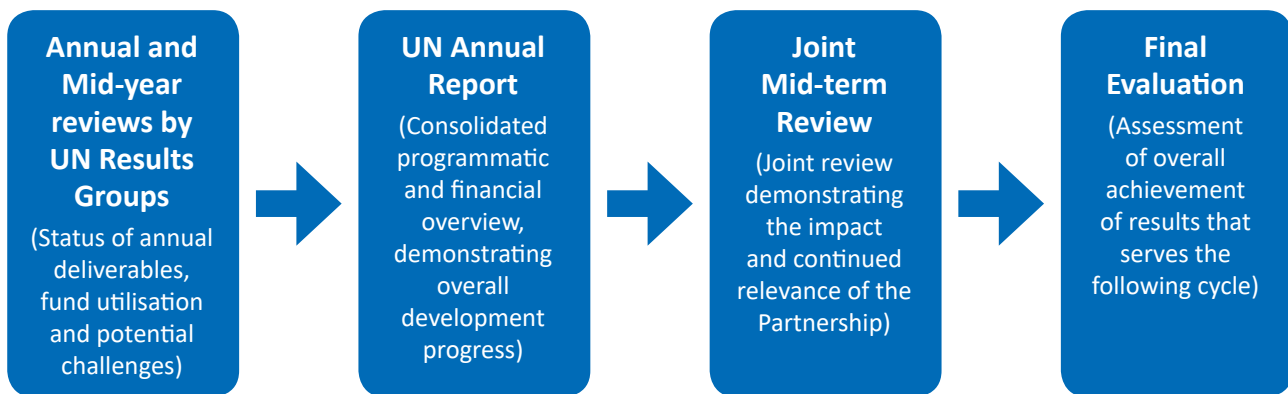 Annual and
Mid-year
reviews by
UN Results
Groups
(Status of annual
deliverables,
fund utilisation
and potential
challenges)
UN Annual
Report
(Consolidated
programmatic
and financial
overview,
demonstrating
overall
development
progress)
Joint
Mid-term
Review
(Joint review
demonstrating
the impact
and continued
relevance of the
Partnership)
Final
Evaluation
(Assessment
of overall
achievement
of results that
serves the
following cycle)